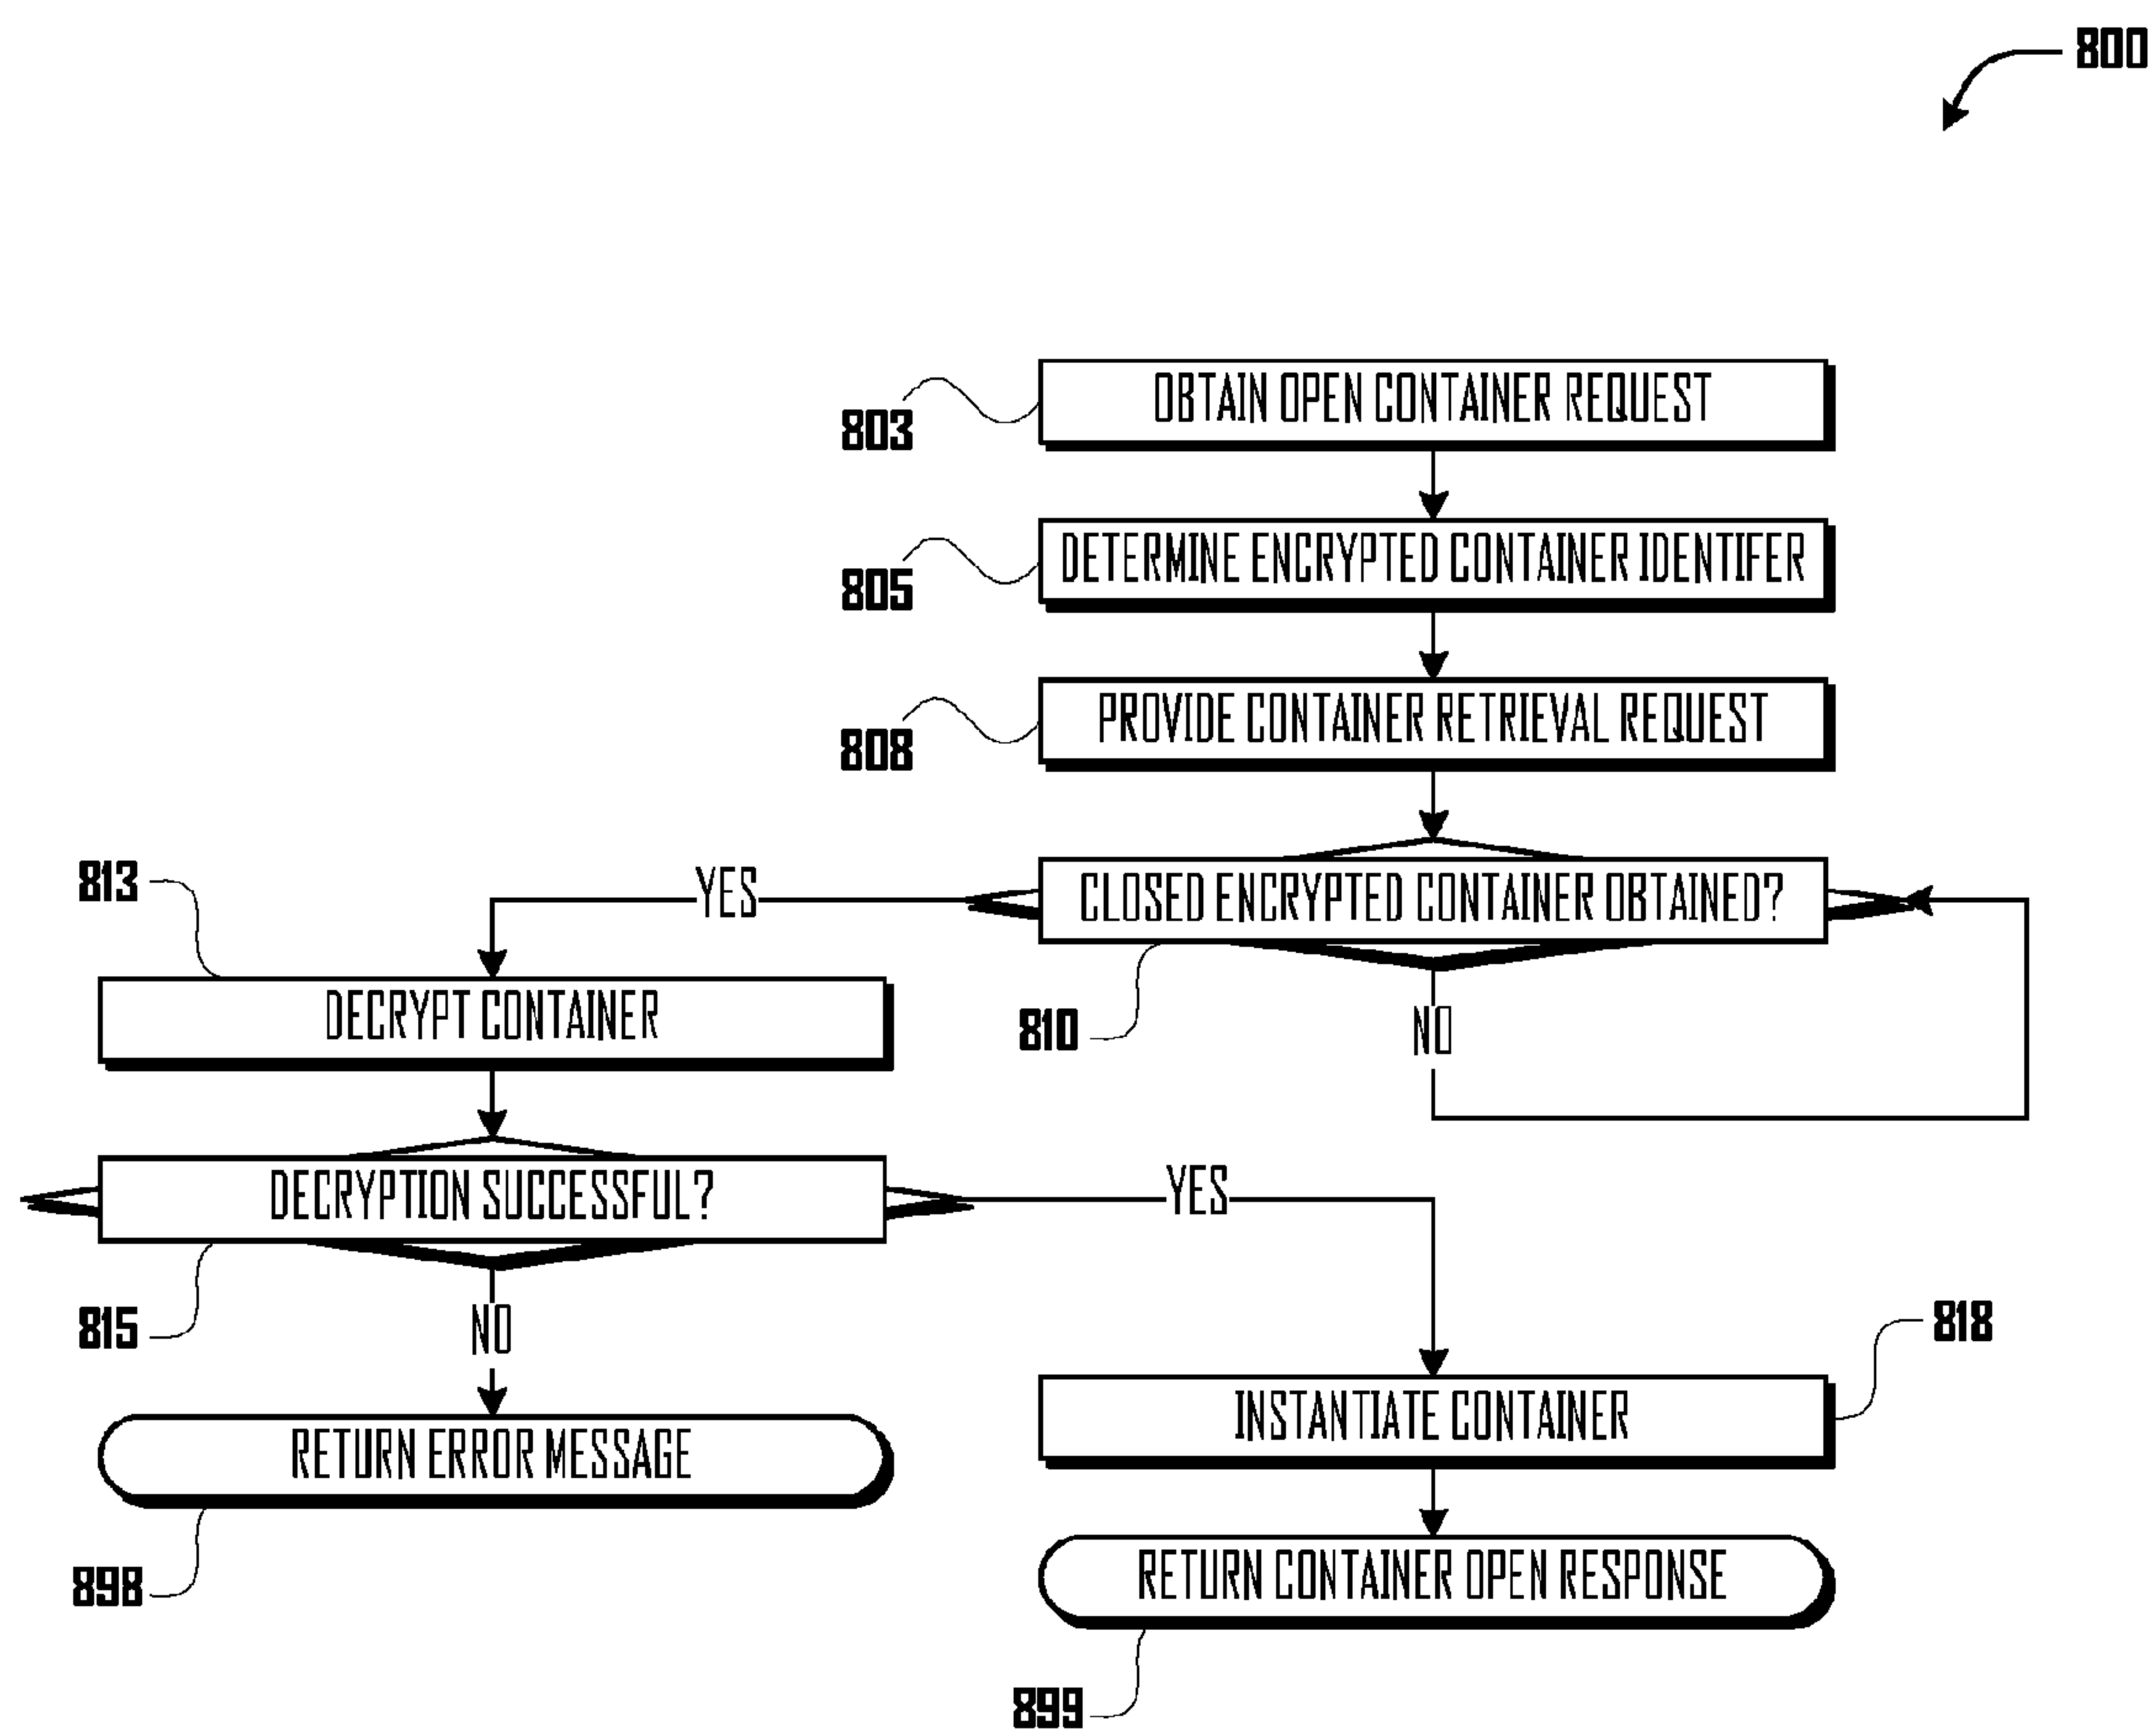 800
OBTAIN OPEN CONTAINER REQUEST
803
DETERMINE ENCRYPTED CONTAINER IDENTIFER
805
PROVIDE CONTAINER RETRIEVAL REQUEST
808
CLOSED ENCRYPTED CONTAINER OBTAINED?
YES
813
810
NO
DECRYPT CONTAINER
DECRYPTION SUCCESSFUL?
YES
815
NO
818
INSTANTIATE CONTAINER
RETURN ERROR MESSAGE
898
RETURN CONTAINER OPEN RESPONSE
899